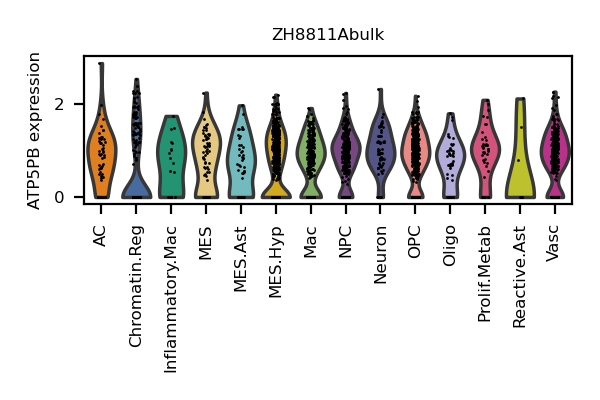 ZH8811Abulk
ATP5PB expression
2
0
AC
Chromatin.Reg
Inflammatory.Mac
MES
MES.Ast
MES.Hyp
Mac
NPC
Neuron
OPC
Oligo
Prolif.Metab
Reactive.Ast
Vasc